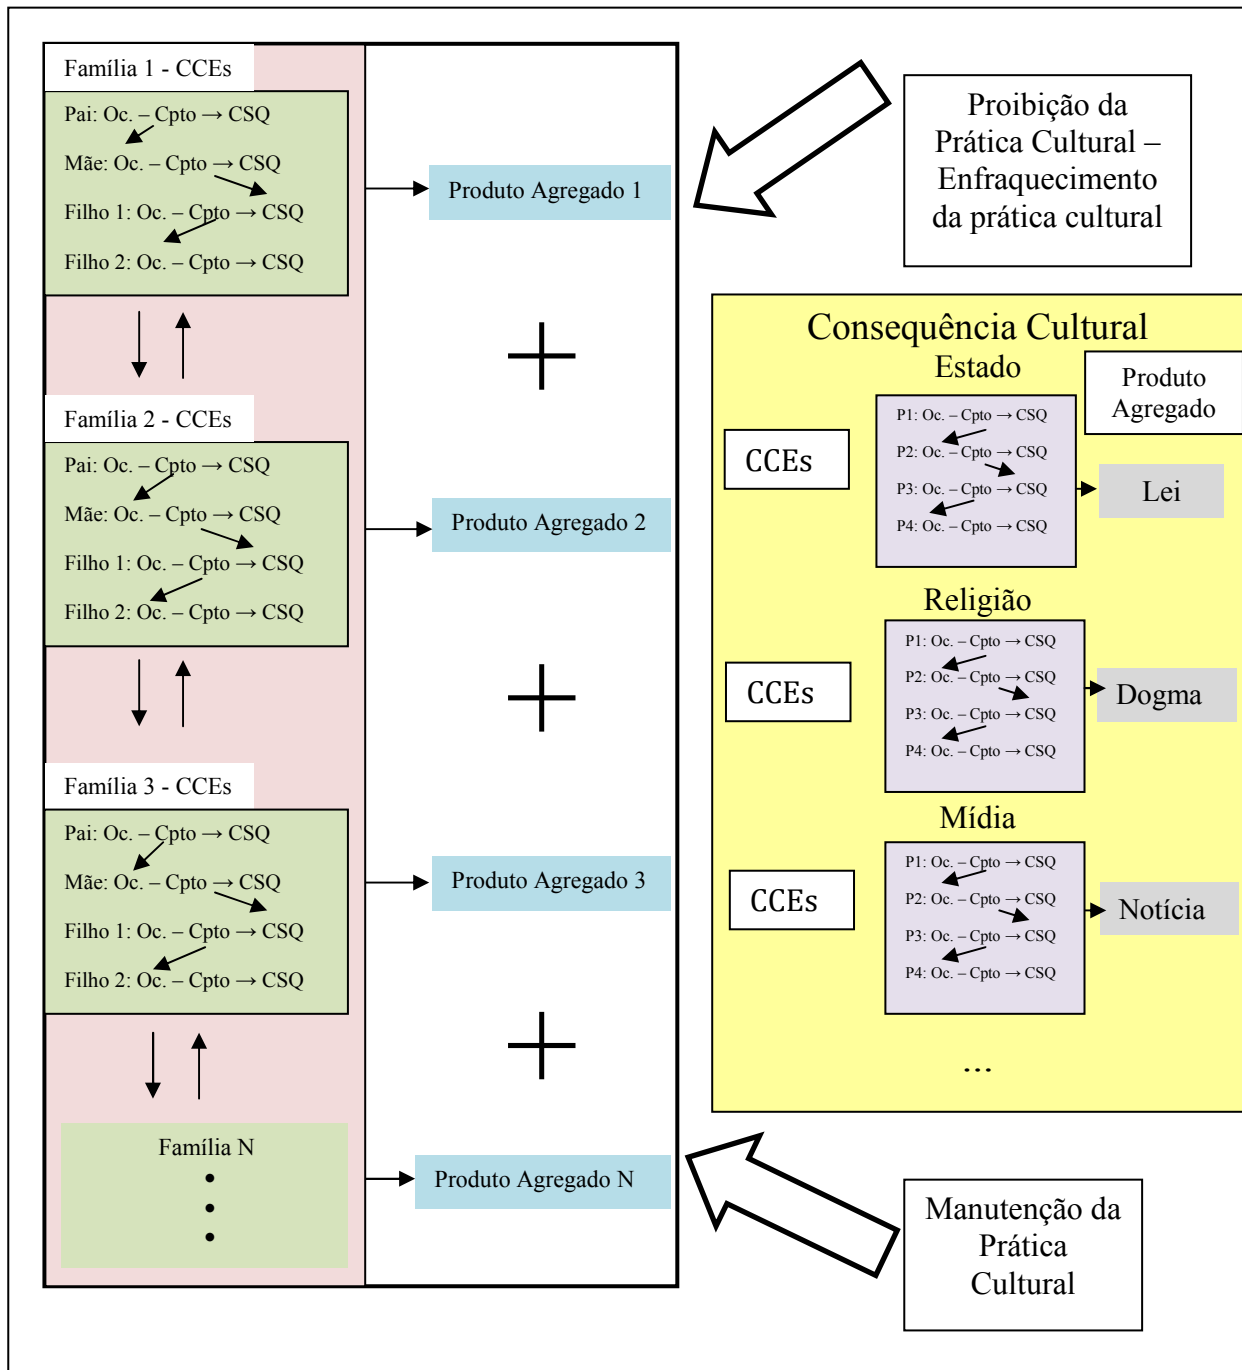 Família 1 - CCEs
Pai: Oc. – Cpto → CSQ
Mãe: Oc. – Cpto → CSQ
Filho 1: Oc. – Cpto → CSQ
Filho 2: Oc. – Cpto → CSQ
Produto Agregado 1
Família 2 - CCEs
Pai: Oc. – Cpto → CSQ
Mãe: Oc. – Cpto → CSQ
Filho 1: Oc. – Cpto → CSQ
Filho 2: Oc. – Cpto → CSQ
Produto Agregado 2
Família 3 - CCEs
Pai: Oc. – Cpto → CSQ
Mãe: Oc. – Cpto → CSQ
Filho 1: Oc. – Cpto → CSQ
Filho 2: Oc. – Cpto → CSQ
Produto Agregado 3
Família N
Produto Agregado N
Proibição da
Prática Cultural –
Enfraquecimento
da prática cultural
Consequência Cultural
Estado
Produto
Agregado
CCEs
P1: Oc. – Cpto → CSQ
P2: Oc. – Cpto → CSQ
P3: Oc. – Cpto → CSQ
P4: Oc. – Cpto → CSQ
Lei
Religião
CCEs
P1: Oc. – Cpto → CSQ
P2: Oc. – Cpto → CSQ
P3: Oc. – Cpto → CSQ
P4: Oc. – Cpto → CSQ
Dogma
Mídia
CCEs
P1: Oc. – Cpto → CSQ
P2: Oc. – Cpto → CSQ
P3: Oc. – Cpto → CSQ
P4: Oc. – Cpto → CSQ
Notícia
...
Manutenção da
Prática
Cultural